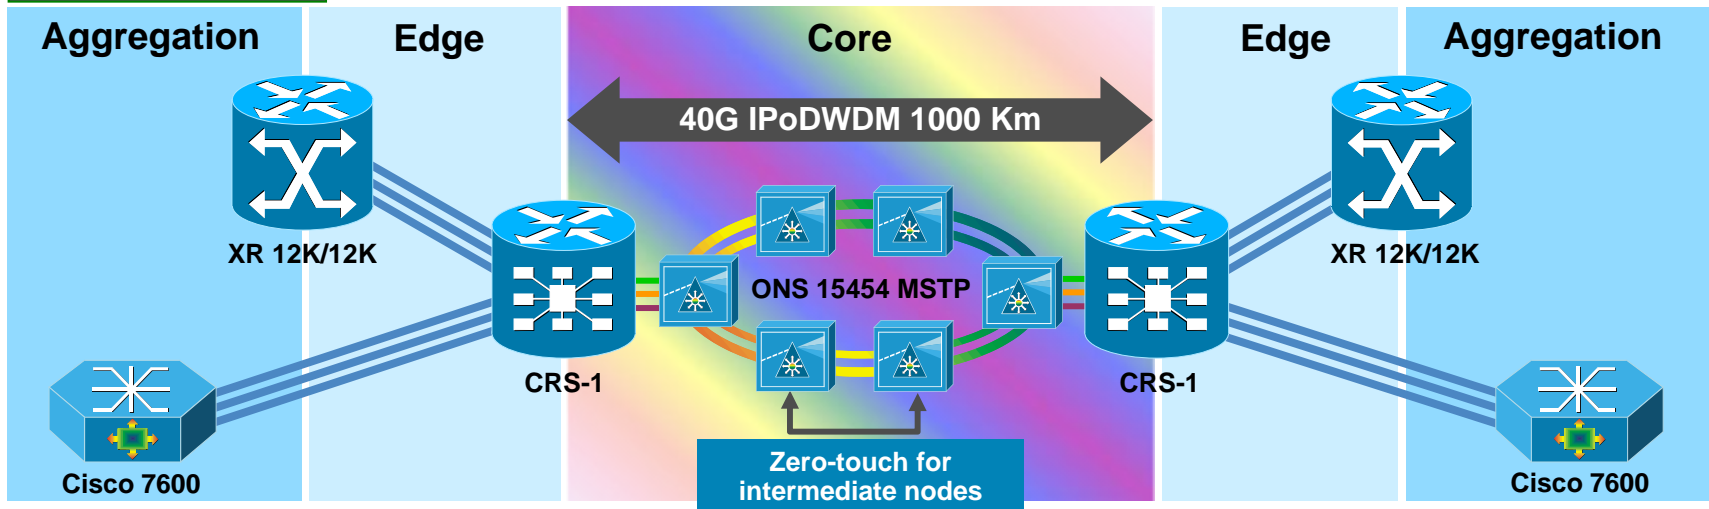 Aggregation
Edge
Core
Edge
Aggregation
40G IPoDWDM 1000 Km
XR 12K/12K
XR 12K/12K
ONS 15454 MSTP
CRS-1
CRS-1
Cisco 7600
Zero-touch for
intermediate nodes
Cisco 7600